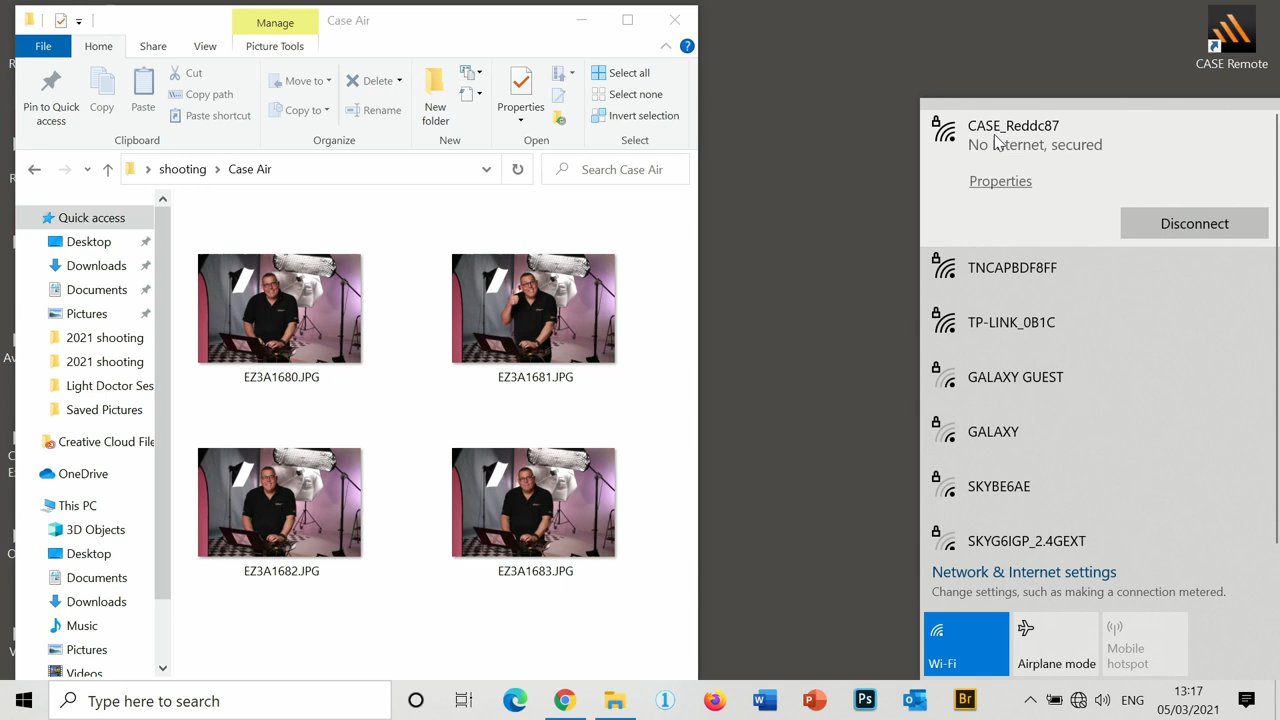 Manage
Case Air
File
Home
Share
View
Picture Tools
Pin to Quick access
Copy
Paste
Cut
Copy path
Paste shortcut
Clipboard
Move to
Copy to
Delete
Rename
Organize
New folder
New
Properties
Open
Select all
Select none
Invert selection
Select
shooting
Case Air
Search Case Air
Quick access
Desktop
Downloads
Documents
Pictures
2021 shooting
2021 shooting
Light Doctor Ses
Saved Pictures
Creative Cloud File
OneDrive
This PC
3D Objects
Desktop
Documents
Downloads
Music
Pictures
Videos
EZ3A1680.JPG
EZ3A1681.JPG
EZ3A1682.JPG
EZ3A1683.JPG
CASE Remote
CASE_Reddc87
No Internet, secured
Properties
Disconnect
TNCAPBDF8FF
TP-LINK_0B1C
GALAXY GUEST
GALAXY
SKYBE6AE
SKYG6IGP_2.4GEXT
Network & Internet settings
Change settings, such as making a connection metered.
Wi-Fi
Airplane mode
Mobile hotspot
Type here to search
ENG
13:17
05/03/2021